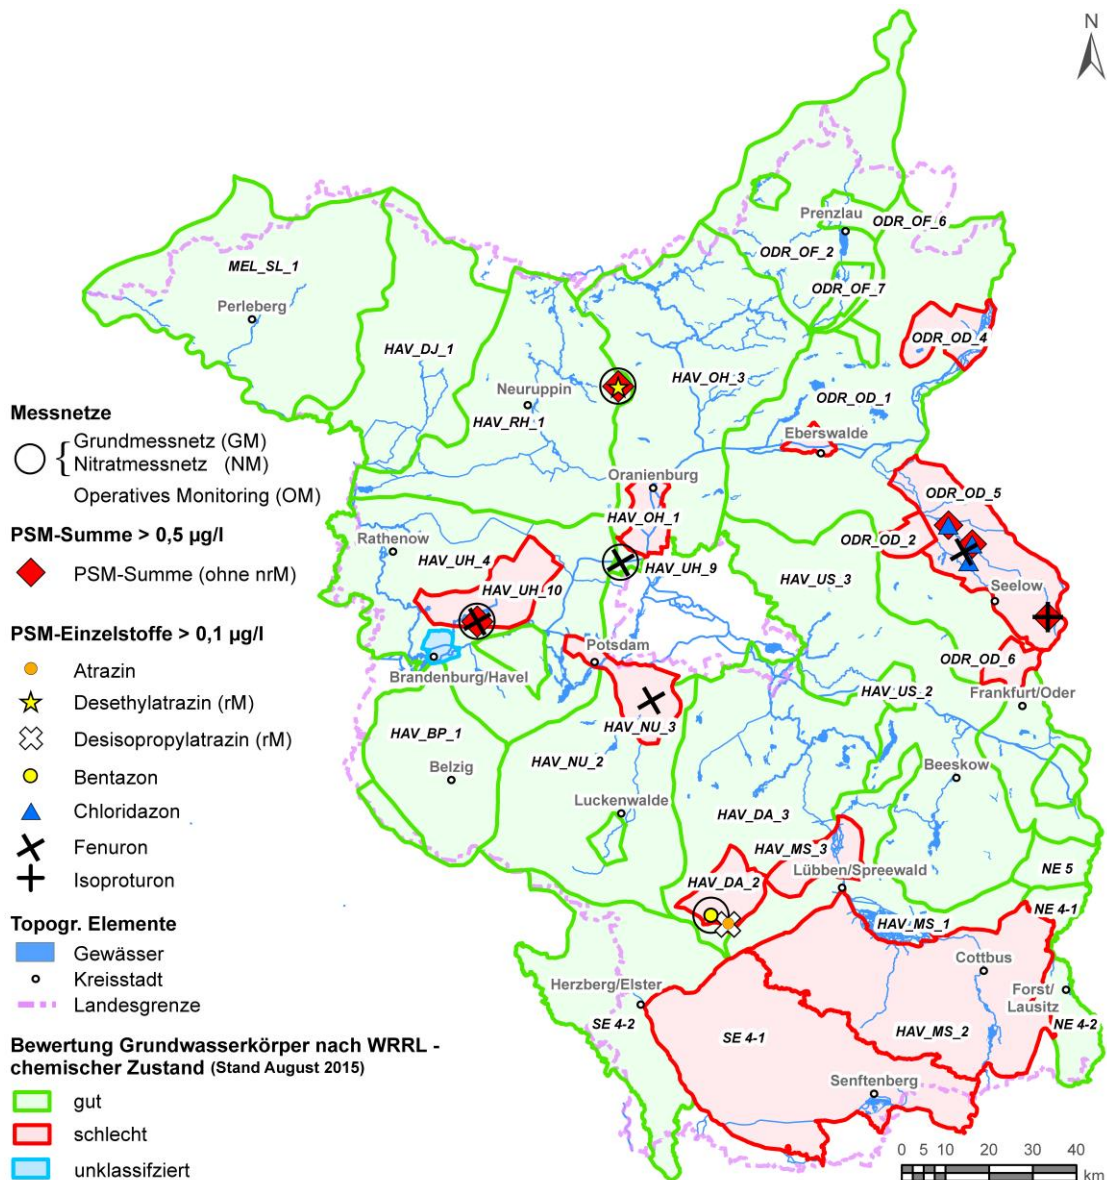 N
Prenzlau
ODR_OF_6
ODR_OF_2
ODR_OF_7
MEL_SL_1
Perleberg
HAV_DJ_1
ODR_OD_4
HAV_OH_3
Neuruppin
HAV_RH_1
ODR_OD_1
Eberswalde
Oranienburg
ODR_OD_5
HAV_OH_1
ODR_OD_2
Rathenow
HAV_UH_4
HAV_UH_9
HAV_US_3
HAV_UH_10
Seelow
Potsdam
ODR_OD_6
Brandenburg/Havel
HAV_US_2
Frankfurt/Oder
HAV_NU_3
HAV_BP_1
HAV_NU_2
Belzig
Beeskow
Luckenwalde
HAV_DA_3
HAV_MS_3
Lübben/Spreewald
NE 5
HAV_DA_2
NE 4-1
HAV_MS_1
Cottbus
Herzberg/Elster
Forst/
Lausitz
SE 4-2
SE 4-1
HAV_MS_2
NE 4-2
Senftenberg
Messnetze
{ Grundmessnetz (GM)
Nitratmessnetz (NM)
Operatives Monitoring (OM)
PSM-Summe > 0,5 µg/l
PSM-Summe (ohne nrM)
PSM-Einzelstoffe > 0,1 µg/l
Atrazin
Desethylatrazin (rM)
Desisopropylatrazin (rM)
Bentazon
Chloridazon
Fenuron
Isoproturon
Topogr. Elemente
Gewässer
Kreisstadt
Landesgrenze
Bewertung Grundwasserkörper nach WRRL -
chemischer Zustand (Stand August 2015)
gut
schlecht
unklassifziert
0 5 10 20 30 40
km